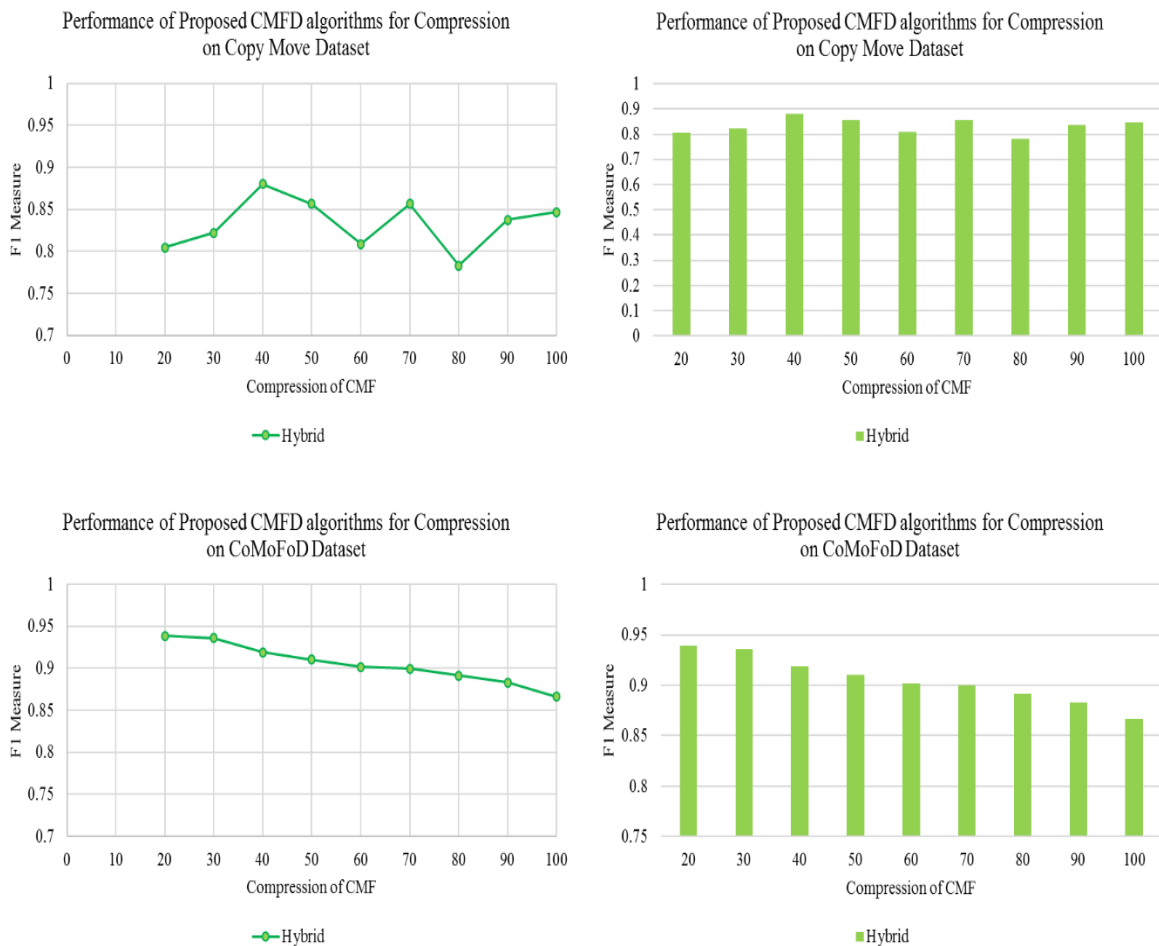 Performance of Proposed CMFD algorithms for Compression
on Copy Move Dataset
1
0.95
0.9
0.85
0.8
0.75
0.7
F1 Measure
0 10 20 30 40 50 60 70 80 90 100
Compression of CMF
Hybrid
Performance of Proposed CMFD algorithms for Compression
on Copy Move Dataset
1
0.9
0.8
0.7
0.6
0.5
0.4
0.3
0.2
0.1
0
F1 Measure
20 30 40 50 60 70 80 90 100
Compression of CMF
Hybrid
Performance of Proposed CMFD algorithms for Compression
on CoMoFoD Dataset
1
0.95
0.9
0.85
0.8
0.75
0.7
F1 Measure
0 10 20 30 40 50 60 70 80 90 100
Compression of CMF
Hybrid
Performance of Proposed CMFD algorithms for Compression
on CoMoFoD Dataset
1
0.95
0.9
0.85
0.8
0.75
F1 Measure
20 30 40 50 60 70 80 90 100
Compression of CMF
Hybrid